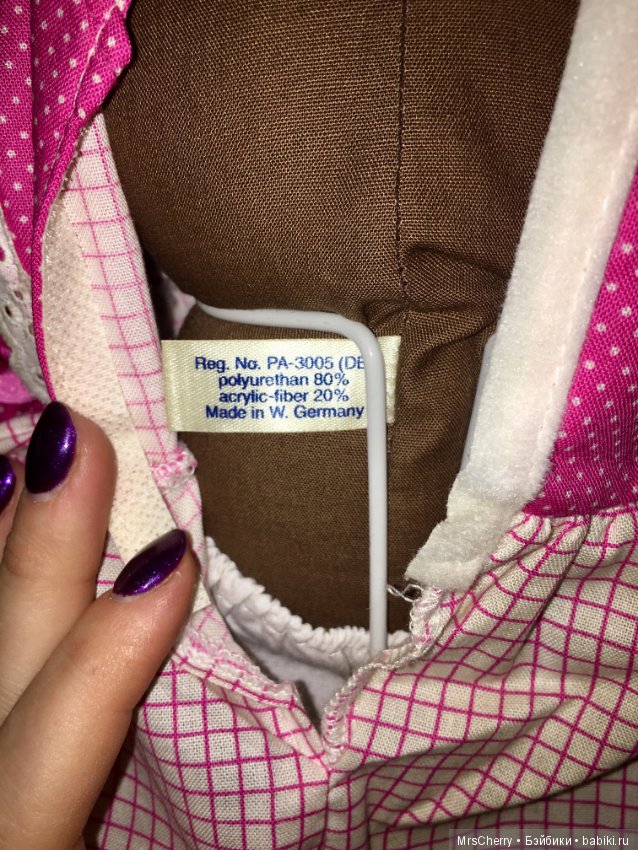 Reg. No. PA-3005 (DE
polyurethan 80%
acrylic-fiber 20%
Made in W. Germany
MrsCherry • Бэйбики • babiki.ru